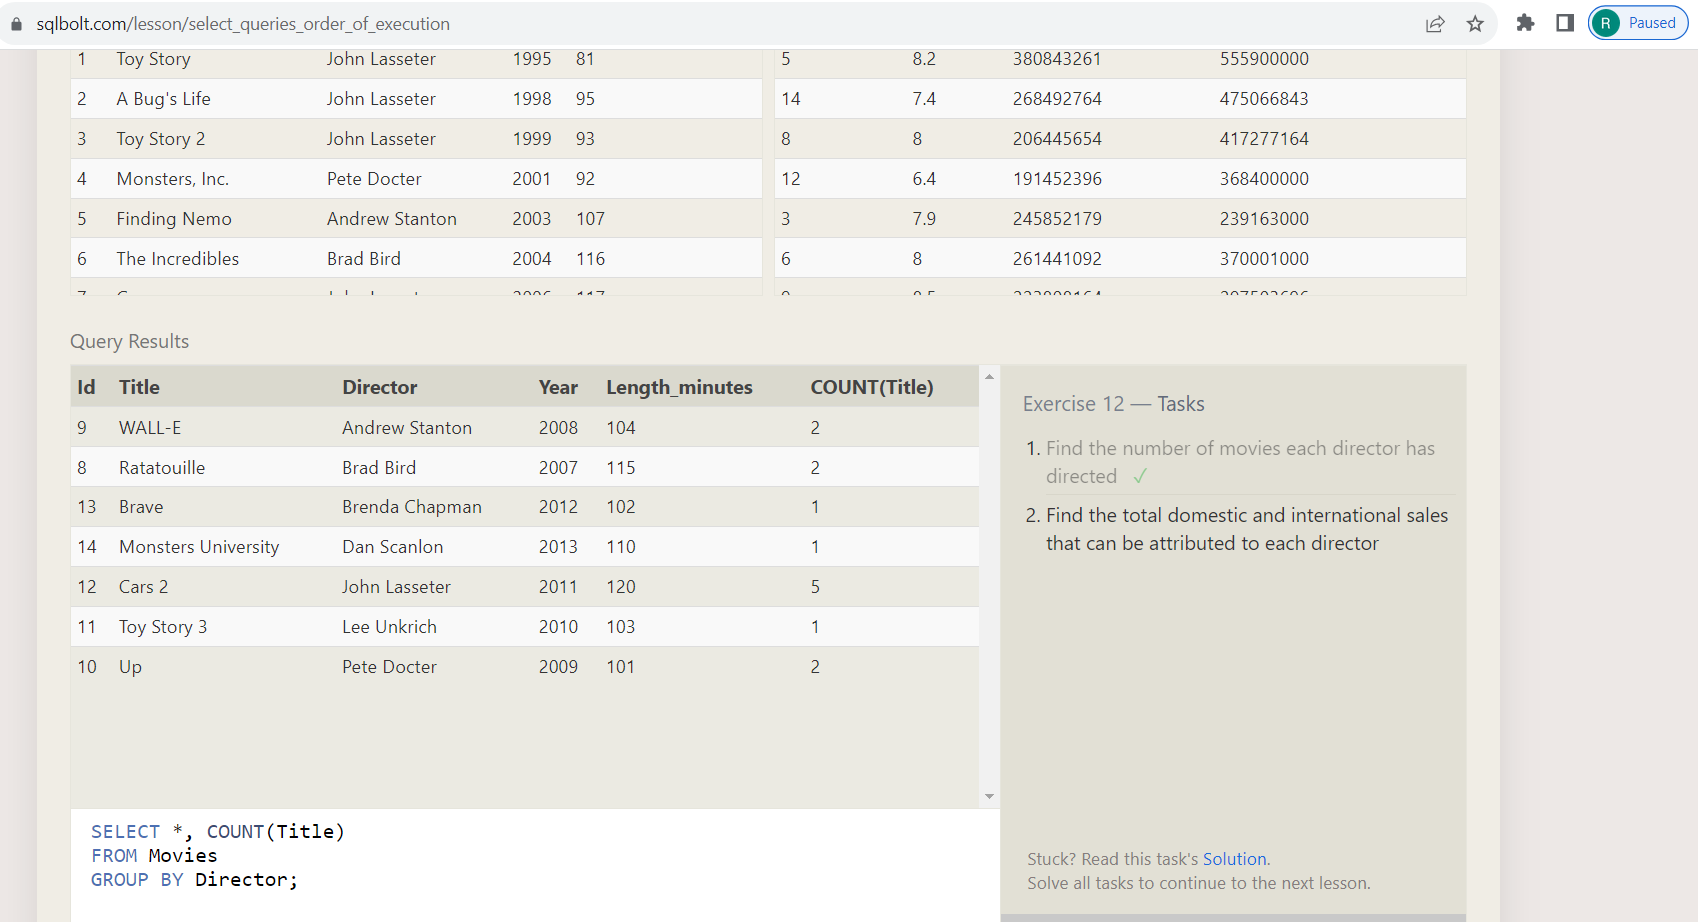 sqlbolt.com/lesson/select_queries_order_of_execution
R Paused
1 Toy Story John Lasseter 1995 81 5 8.2 380843261 555900000
2 A Bug's Life John Lasseter 1998 95 14 7.4 268492764 475066843
3 Toy Story 2 John Lasseter 1999 93 8 8 206445654 417277164
4 Monsters, Inc. Pete Docter 2001 92 12 6.4 191452396 368400000
5 Finding Nemo Andrew Stanton 2003 107 3 7.9 245852179 239163000
6 The Incredibles Brad Bird 2004 116 6 8 261441092 370001000
Query Results
Id Title Director Year Length_minutes COUNT(Title)
9 WALL-E Andrew Stanton 2008 104 2
8 Ratatouille Brad Bird 2007 115 2
13 Brave Brenda Chapman 2012 102 1
14 Monsters University Dan Scanlon 2013 110 1
12 Cars 2 John Lasseter 2011 120 5
11 Toy Story 3 Lee Unkrich 2010 103 1
10 Up Pete Docter 2009 101 2
SELECT *, COUNT(Title)
FROM Movies
GROUP BY Director;
Exercise 12 — Tasks
1. Find the number of movies each director has
directed ✓
2. Find the total domestic and international sales
that can be attributed to each director
Stuck? Read this task's Solution.
Solve all tasks to continue to the next lesson.